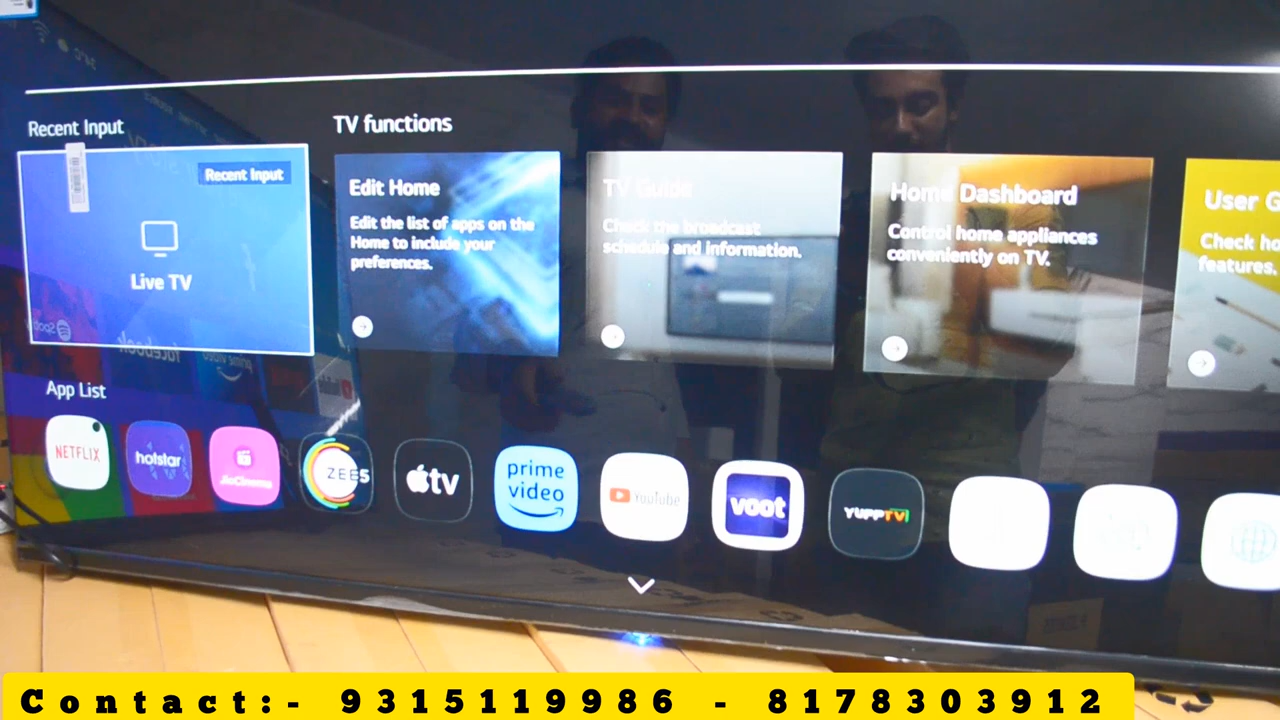 Recent Input
TV functions
Recent Input
Live TV
Edit Home
Edit the list of apps on the
Home to include your
preferences.
TV Guide
Check the broadcast
schedule and information.
Home Dashboard
Control home appliances
conveniently on TV.
User G
Check ho
features.
App List
NETFLIX
hotstar
JioCinema
ZEE5
tv
prime video
YouTube
voot
YUPPTV
Contact:- 9315119986 - 8178303912